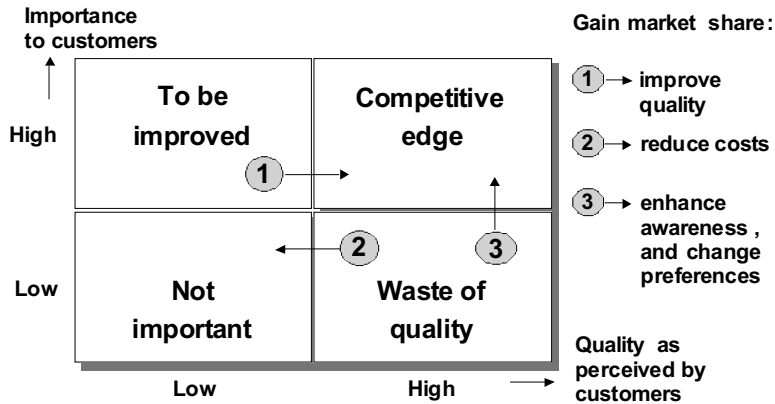 Importance
to customers
Gain market share:
To be
improved
Competitive
edge
1
improve
quality
High
1
2
reduce costs
3
enhance
awareness ,
and change
preferences
2
3
Low
Not
important
Waste of
quality
Low
High
Quality as
perceived by
customers